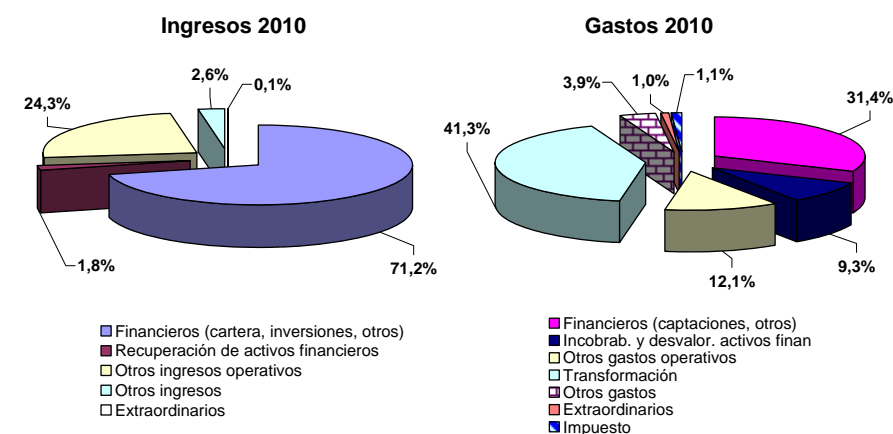 Ingresos 2010
2,6%
0,1%
24,3%
1,8%
71,2%
Financieros (cartera, inversiones, otros)
Recuperación de activos financieros
Otros ingresos operativos
Otros ingresos
Extraordinarios
Gastos 2010
3,9%
1,0%
1,1%
31,4%
41,3%
9,3%
12,1%
Financieros (captaciones, otros)
Incobrab. y desvalor. activos finan
Otros gastos operativos
Transformación
Otros gastos
Extraordinarios
Impuesto